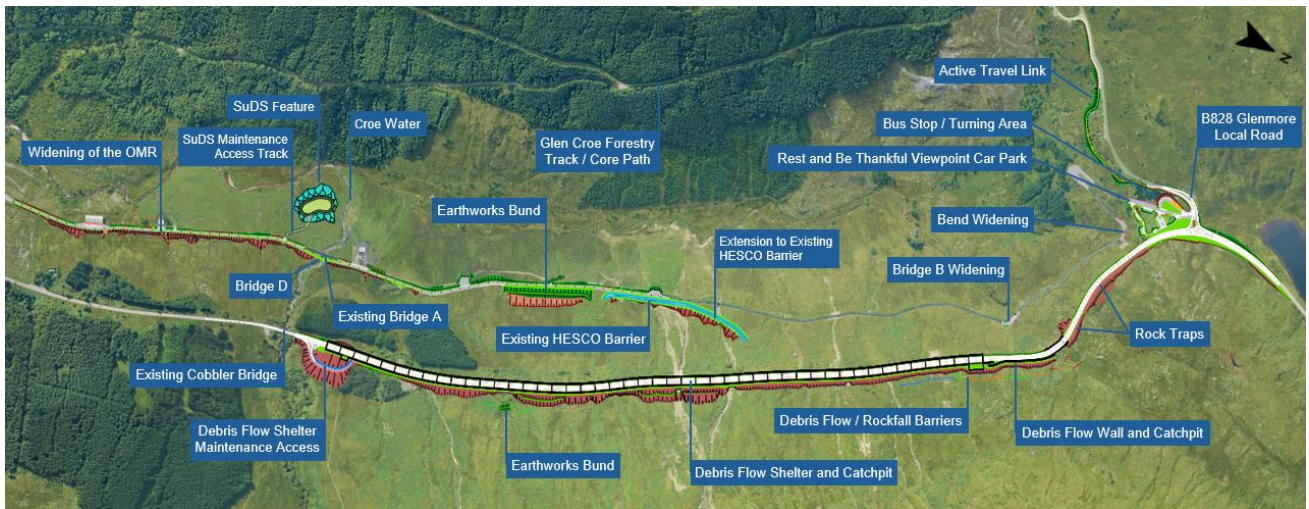 Active Travel Link
SuDS Feature
Croe Water
Bus Stop / Turning Area
B828 Glenmore
Local Road
SuDS Maintenance
Access Track
Glen Croe Forestry
Track / Core Path
Widening of the OMR
Rest and Be Thankful Viewpoint Car Park
Earthworks Bund
Bend Widening
Extension to Existing
HESCO Barrier
Bridge D
Bridge B Widening
Existing Bridge A
Existing HESCO Barrier
Rock Traps
Existing Cobbler Bridge
Debris Flow / Rockfall Barriers
Debris Flow Shelter
Maintenance Access
Debris Flow Wall and Catchpit
Earthworks Bund
Debris Flow Shelter and Catchpit
N